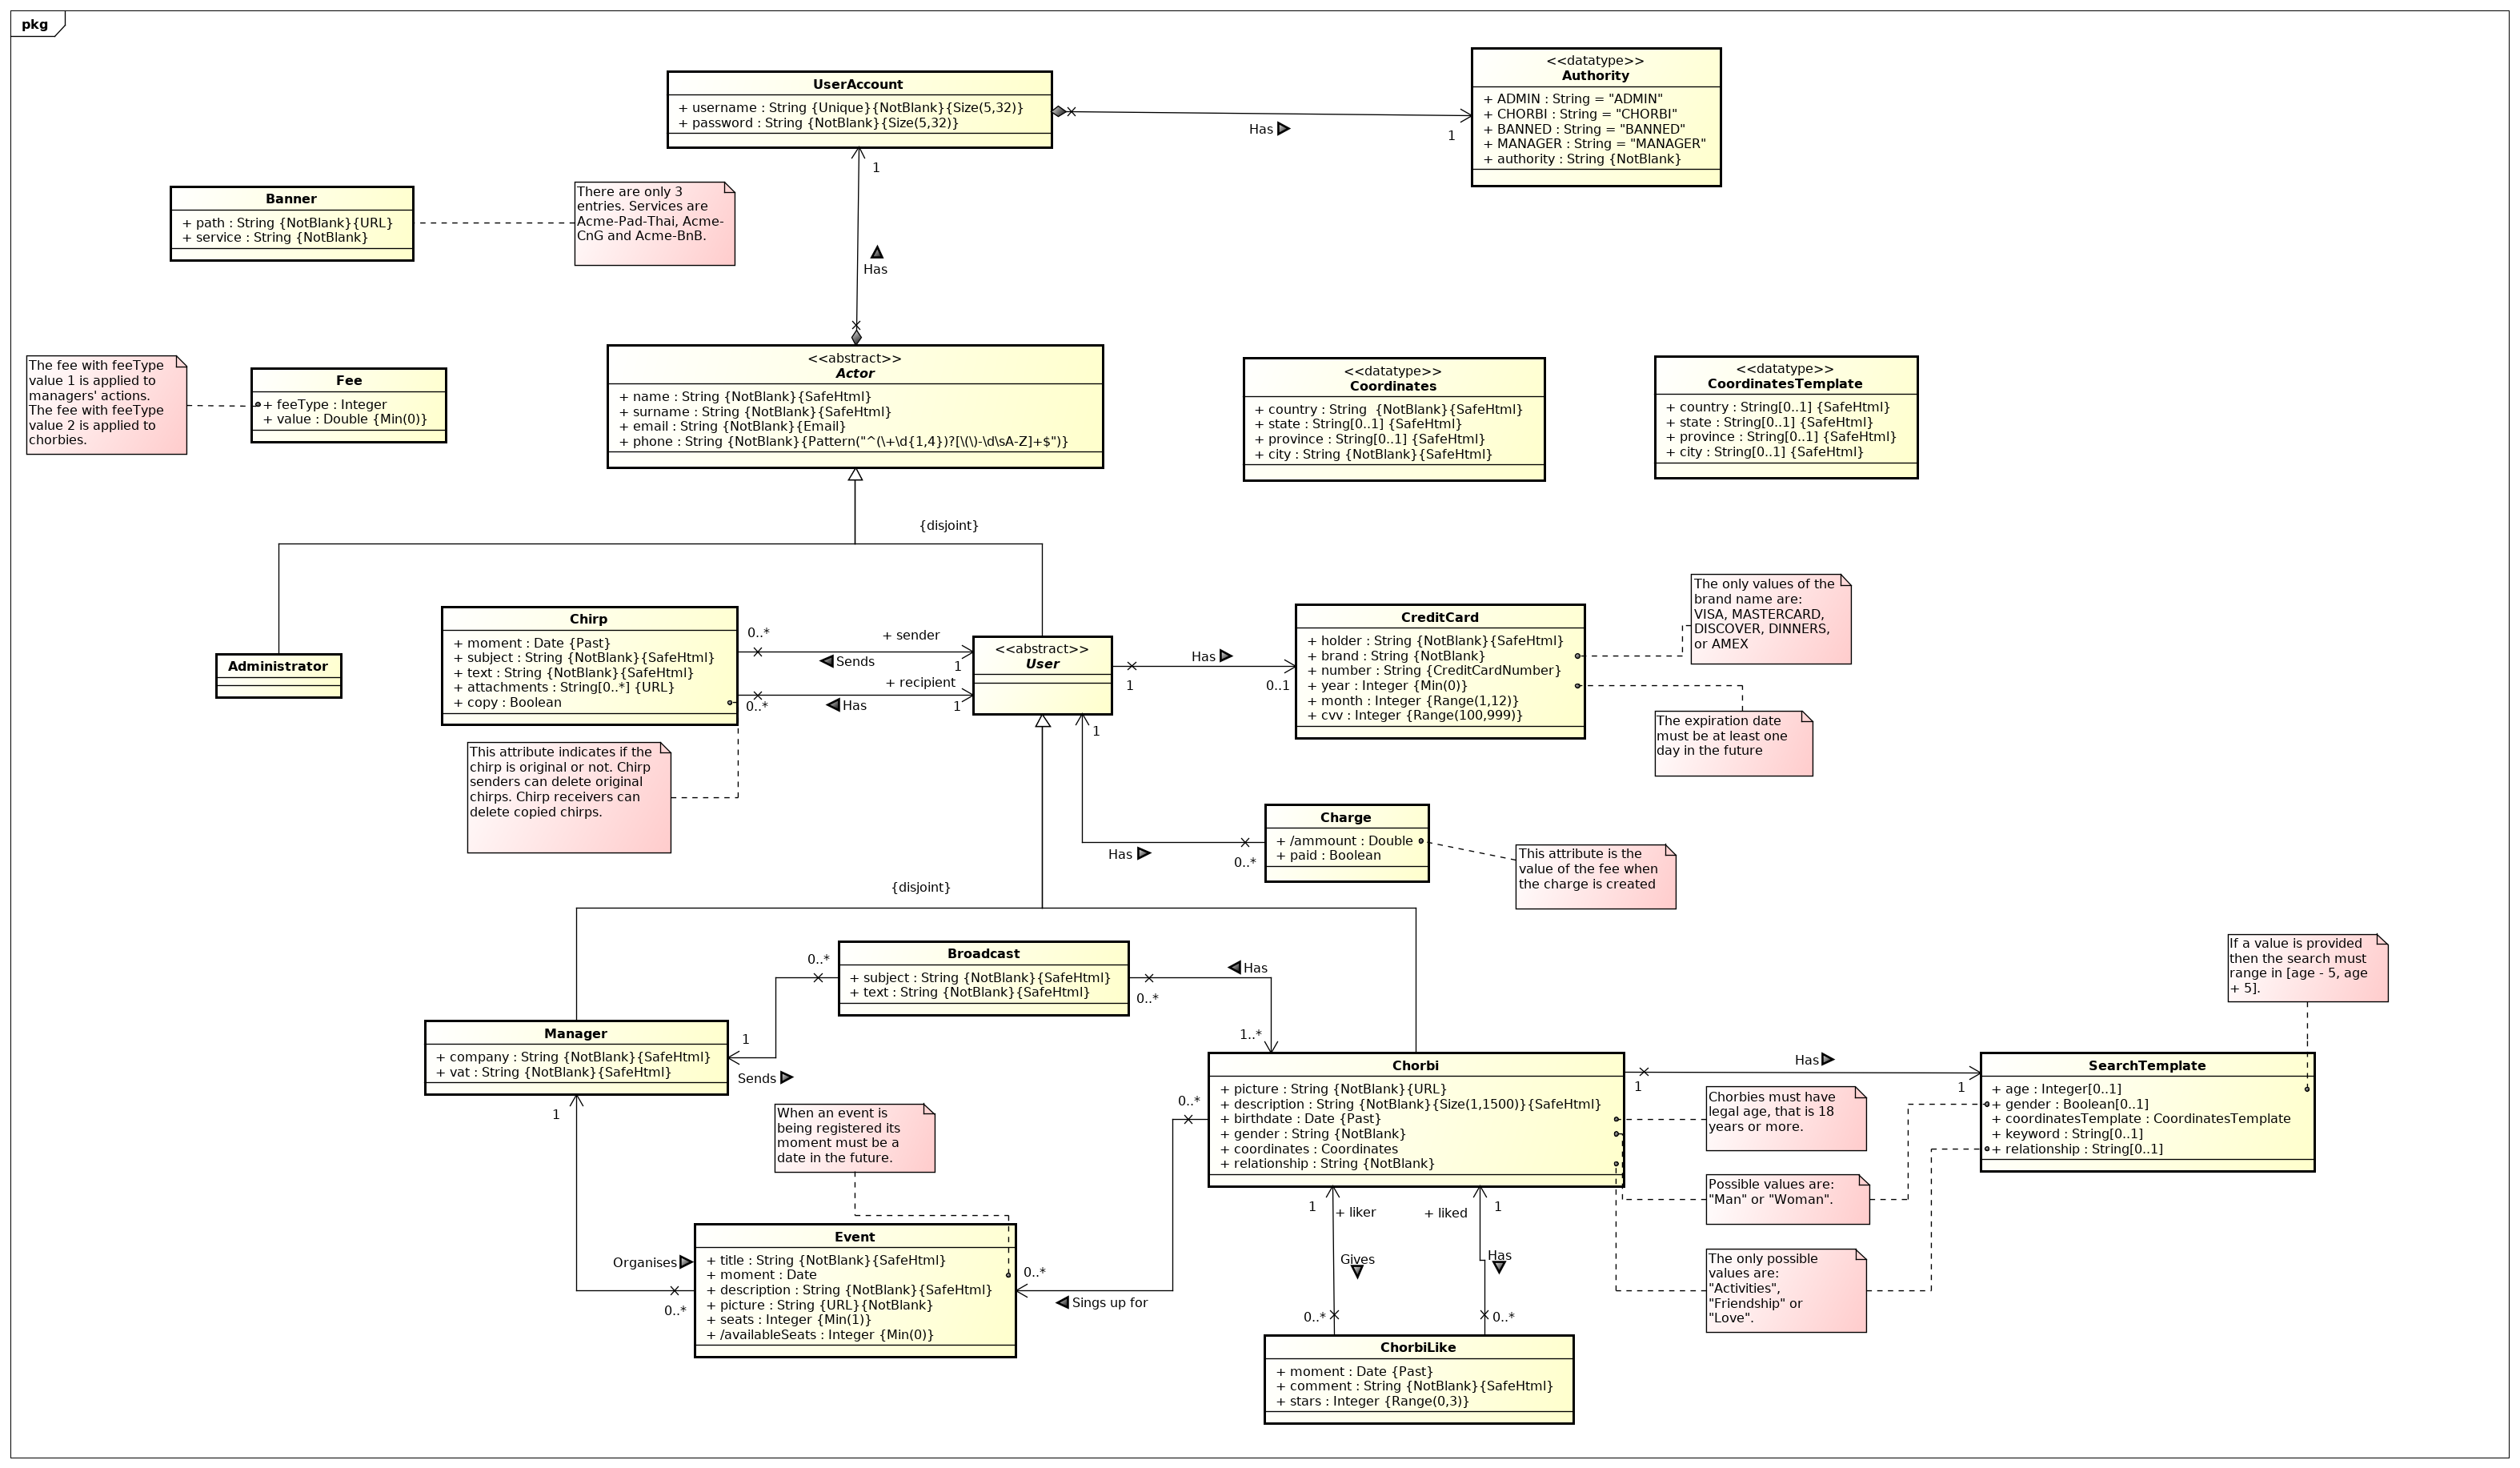 pkg
UserAccount
+ username : String {Unique}{NotBlank}{Size(5,32)}
+ password : String {NotBlank}{Size(5,32)}
Has
1
<<datatype>>
Authority
+ ADMIN : String = "ADMIN"
+ CHORBI : String = "CHORBI"
+ BANNED : String = "BANNED"
+ MANAGER : String = "MANAGER"
+ authority : String {NotBlank}
1
Has
Banner
+ path : String {NotBlank}{URL}
+ service : String {NotBlank}
There are only 3
entries. Services are
Acme-Pad-Thai, Acme-
CnG and Acme-BnB.
The fee with feeType
value 1 is applied to
managers' actions.
The fee with feeType
value 2 is applied to
chorbies.
Fee
+ feeType : Integer
+ value : Double {Min(0)}
<<abstract>>
Actor
+ name : String {NotBlank}{SafeHtml}
+ surname : String {NotBlank}{SafeHtml}
+ email : String {NotBlank}{Email}
+ phone : String {NotBlank}{Pattern("^(\+\d{1,4})?[\(\)-\d\sA-Z]+$")}
<<datatype>>
Coordinates
+ country : String  {NotBlank}{SafeHtml}
+ state : String[0..1] {SafeHtml}
+ province : String[0..1] {SafeHtml}
+ city : String {NotBlank}{SafeHtml}
<<datatype>>
CoordinatesTemplate
+ country : String[0..1] {SafeHtml}
+ state : String[0..1] {SafeHtml}
+ province : String[0..1] {SafeHtml}
+ city : String[0..1] {SafeHtml}
{disjoint}
Administrator
Chirp
+ moment : Date {Past}
+ subject : String {NotBlank}{SafeHtml}
+ text : String {NotBlank}{SafeHtml}
+ attachments : String[0..*] {URL}
+ copy : Boolean
0..*
+ sender
Sends
1
+ recipient
0..*
Has
1
<<abstract>>
User
Has
1
0..1
CreditCard
+ holder : String {NotBlank}{SafeHtml}
+ brand : String {NotBlank}
+ number : String {CreditCardNumber}
+ year : Integer {Min(0)}
+ month : Integer {Range(1,12)}
+ cvv : Integer {Range(100,999)}
The only values of the
brand name are:
VISA, MASTERCARD,
DISCOVER, DINNERS,
or AMEX
The expiration date
must be at least one
day in the future
This attribute indicates if the
chirp is original or not. Chirp
senders can delete original
chirps. Chirp receivers can
delete copied chirps.
1
Has
0..*
Charge
+ /ammount : Double
+ paid : Boolean
This attribute is the
value of the fee when
the charge is created
{disjoint}
Broadcast
+ subject : String {NotBlank}{SafeHtml}
+ text : String {NotBlank}{SafeHtml}
0..*
1
Sends
Has
0..*
1..*
Manager
+ company : String {NotBlank}{SafeHtml}
+ vat : String {NotBlank}{SafeHtml}
1
If a value is provided
then the search must
range in [age - 5, age
+ 5].
Chorbi
+ picture : String {NotBlank}{URL}
+ description : String {NotBlank}{Size(1,1500)}{SafeHtml}
+ birthdate : Date {Past}
+ gender : String {NotBlank}
+ coordinates : Coordinates
+ relationship : String {NotBlank}
Has
1
1
SearchTemplate
+ age : Integer[0..1]
+ gender : Boolean[0..1]
+ coordinatesTemplate : CoordinatesTemplate
+ keyword : String[0..1]
+ relationship : String[0..1]
Chorbies must have
legal age, that is 18
years or more.
Possible values are:
"Man" or "Woman".
The only possible
values are:
"Activities",
"Friendship" or
"Love".
When an event is
being registered its
moment must be a
date in the future.
Organises
0..*
Event
+ title : String {NotBlank}{SafeHtml}
+ moment : Date
+ description : String {NotBlank}{SafeHtml}
+ picture : String {URL}{NotBlank}
+ seats : Integer {Min(1)}
+ /availableSeats : Integer {Min(0)}
0..*
0..*
Sings up for
1
+ liker
+ liked
1
Gives
Has
0..*
0..*
ChorbiLike
+ moment : Date {Past}
+ comment : String {NotBlank}{SafeHtml}
+ stars : Integer {Range(0,3)}